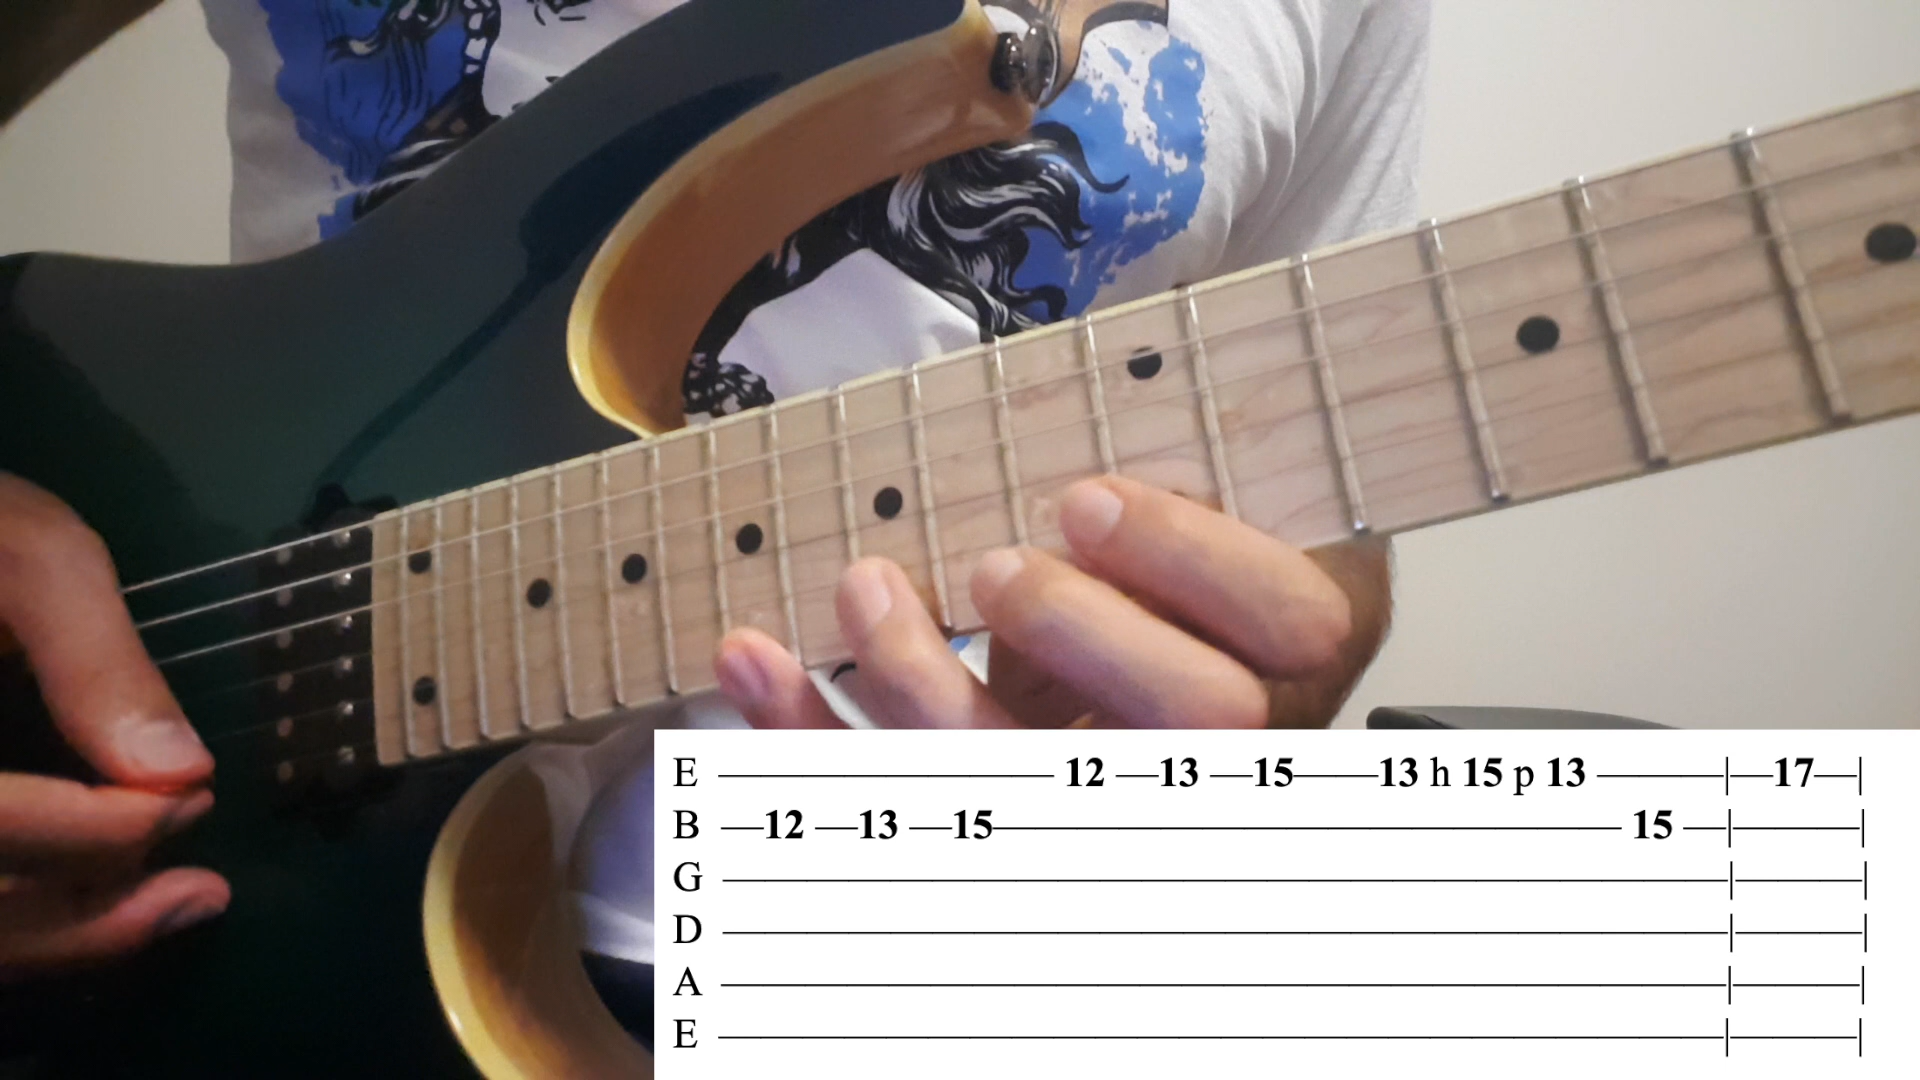 E ————————12 —13 —15——13 h 15 p 13 ———|—17—|
B —12 —13 —15——————————————— 15 —|———|
G ————————————————————————|———|
D ————————————————————————|———|
A ————————————————————————|———|
E ————————————————————————|———|